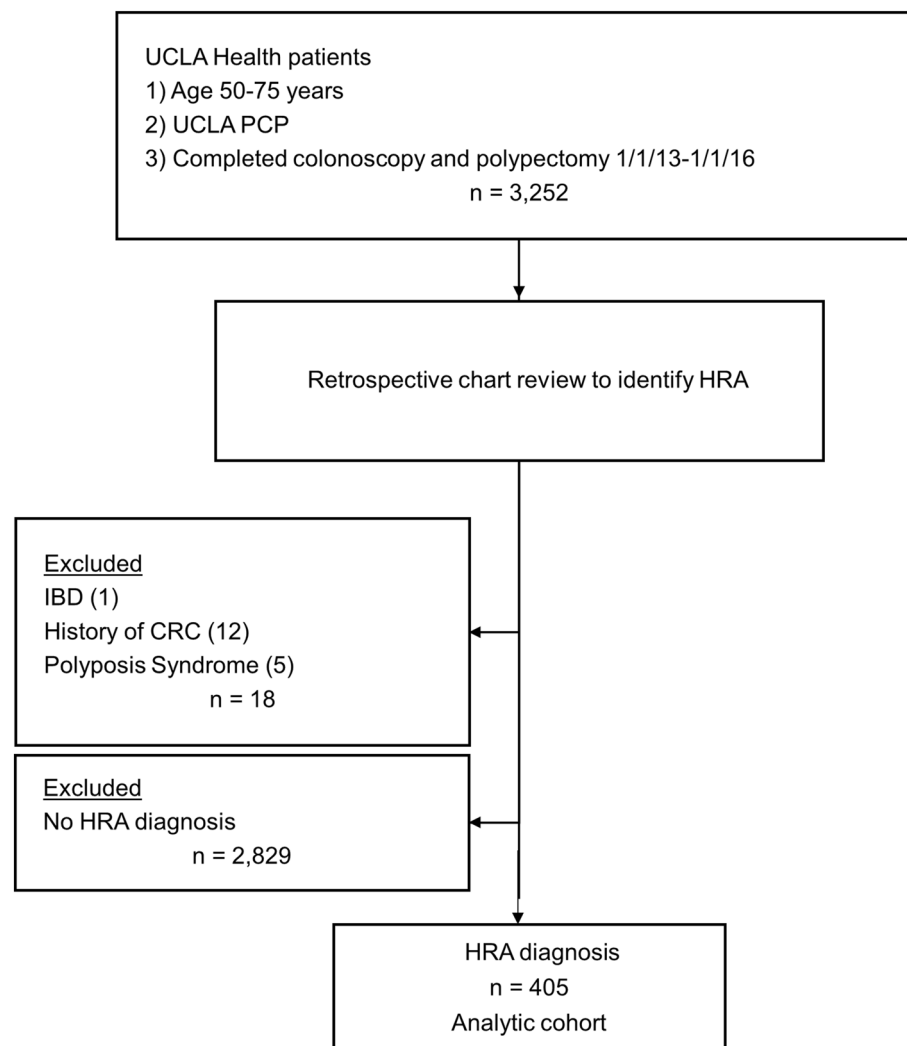 UCLA Health patients
1) Age 50-75 years
2) UCLA PCP
3) Completed colonoscopy and polypectomy 1/1/13-1/1/16
n = 3,252
Retrospective chart review to identify HRA
Excluded
IBD (1)
History of CRC (12)
Polyposis Syndrome (5)
n = 18
Excluded
No HRA diagnosis
n = 2,829
HRA diagnosis
n = 405
Analytic cohort